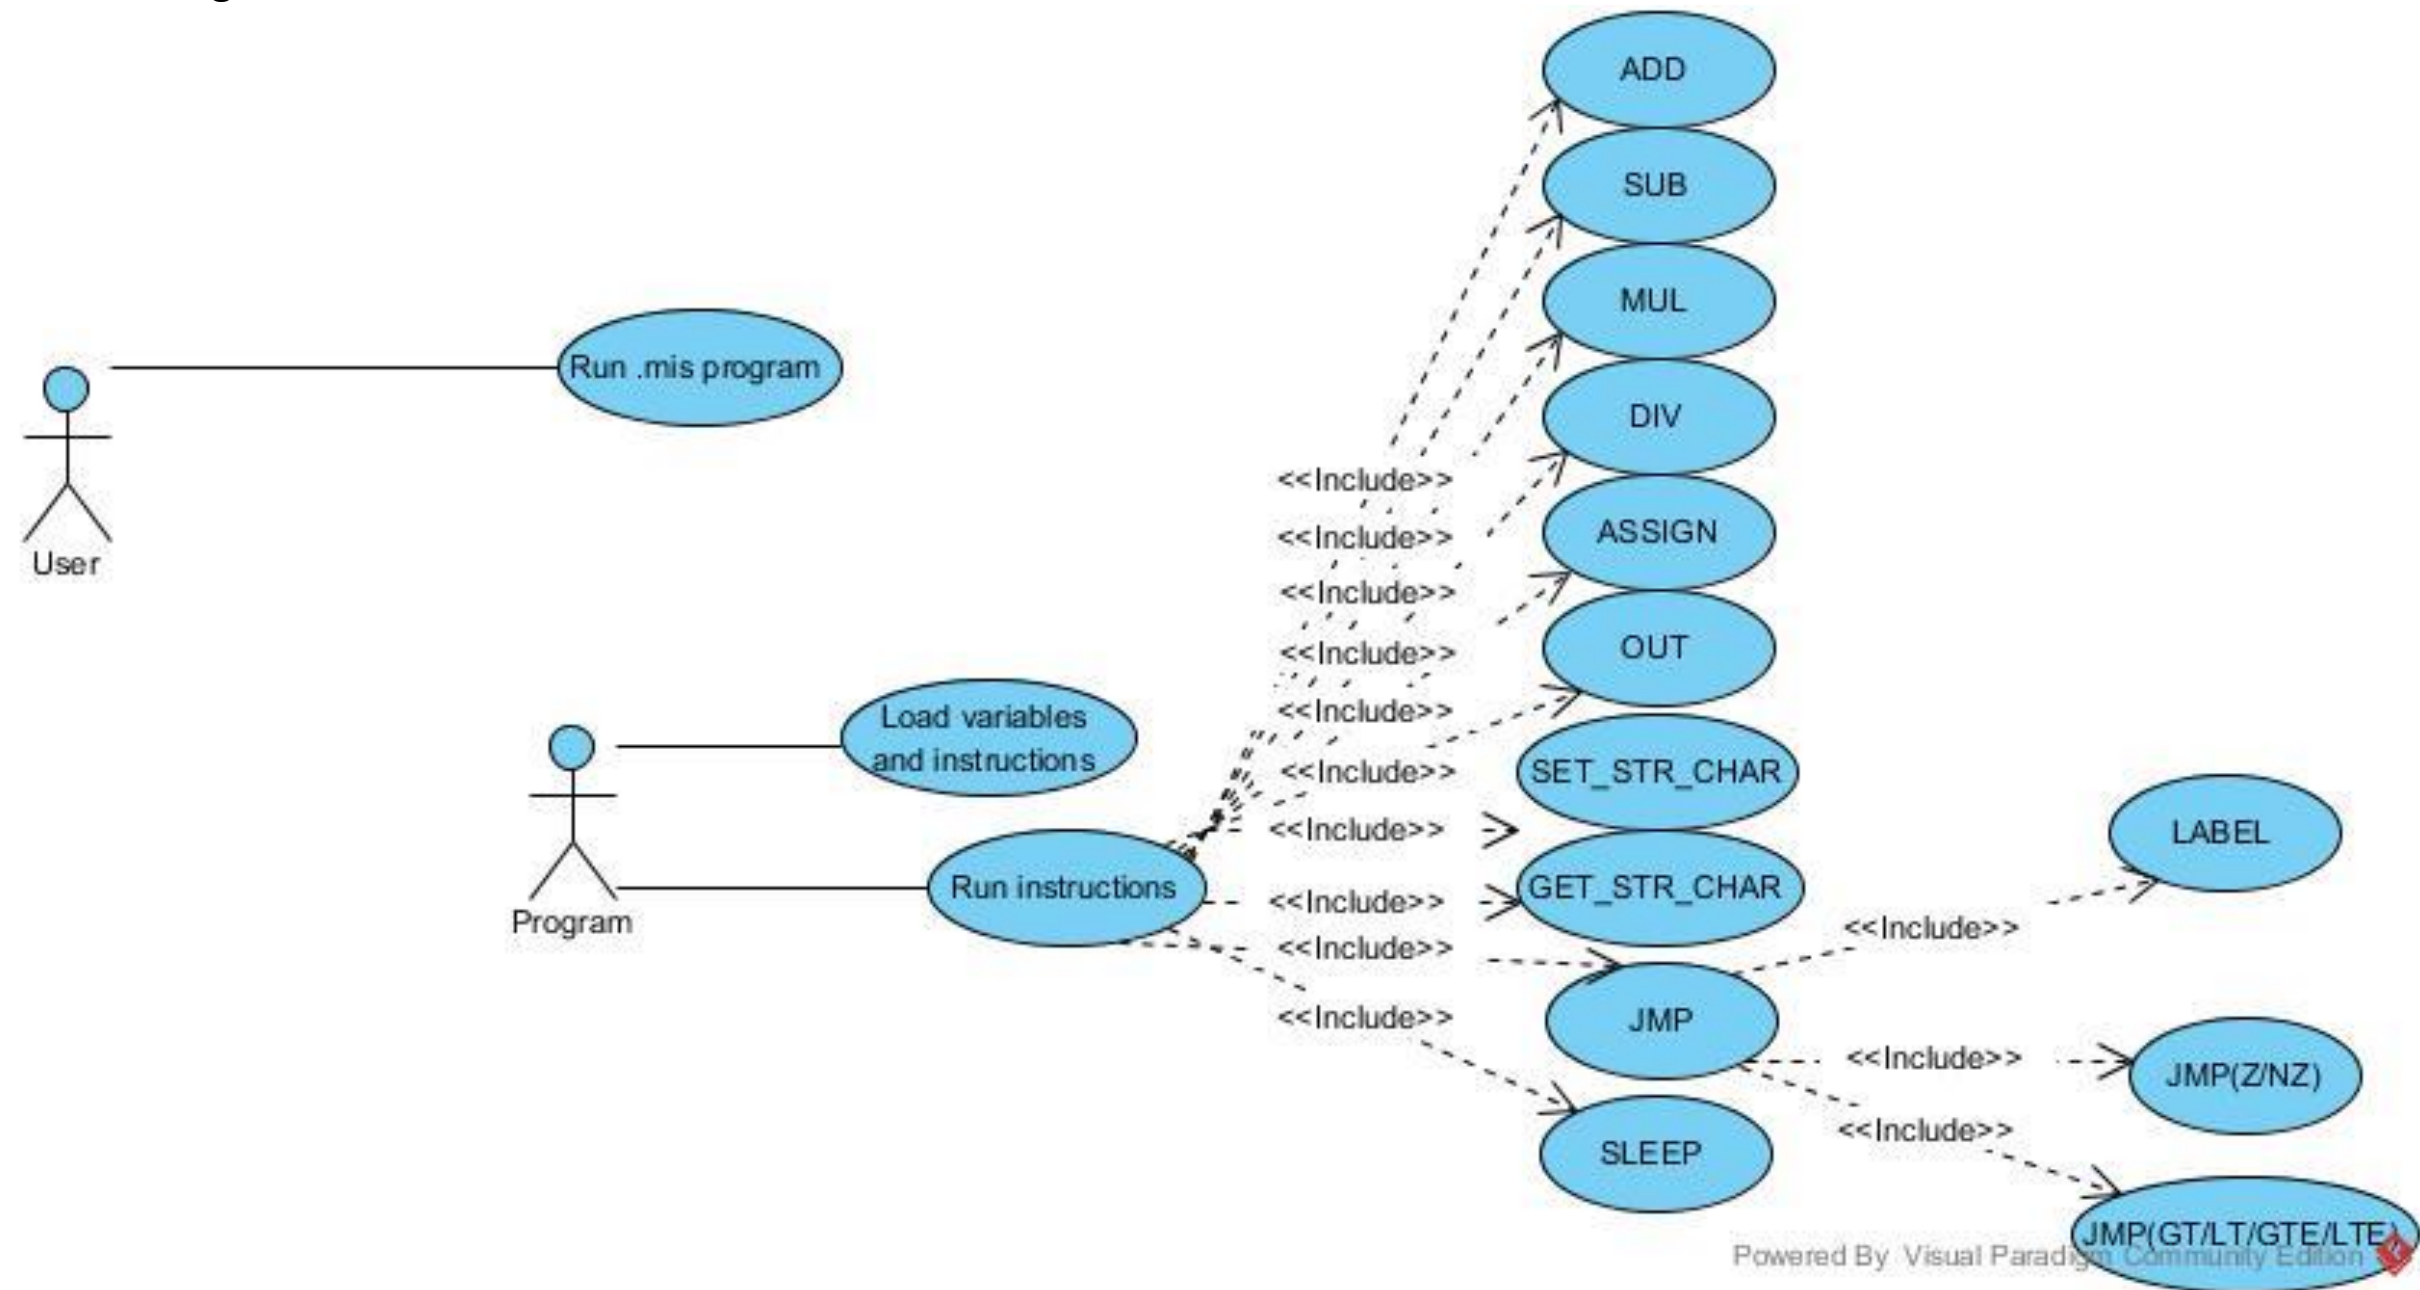 ADD
SUB
MUL
Run .mis program
DIV
<<Include>>
ASSIGN
<<Include>>
User
<<Include>>
OUT
<<Include>>
Load variables
and instructions
<<Include>>
SET_STR_CHAR
<<Include>>
<<Include>>
LABEL
Run instructions
GET_STR_CHAR
<<Include>>
Program
<<Include>>
<<Include>>
JMP
<<Include>>
<<Include>>
JMP(Z/NZ)
<<Include>>
SLEEP
JMP(GT/LT/GTE/LTE)
Powered By Visual Paradigm Community Edition